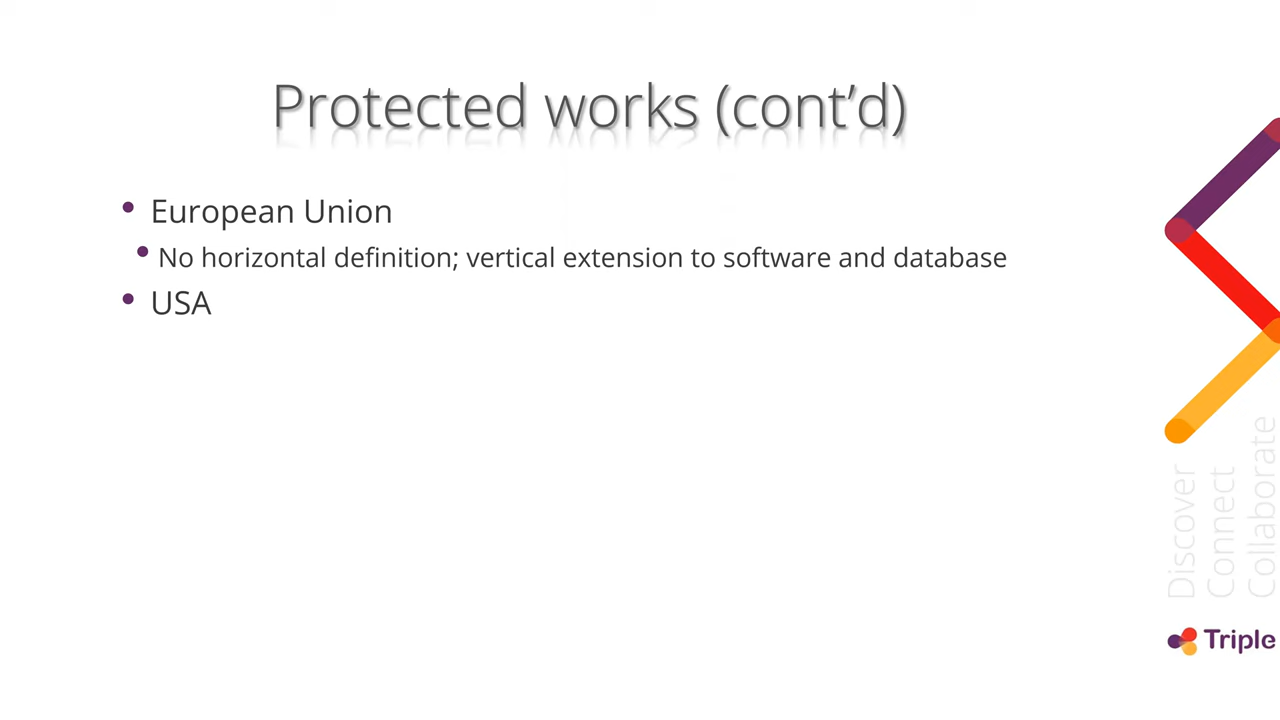 Protected works (cont’d)
• European Union
• No horizontal definition; vertical extension to software and database
• USA
Discover
Connect
Collaborate
Triple